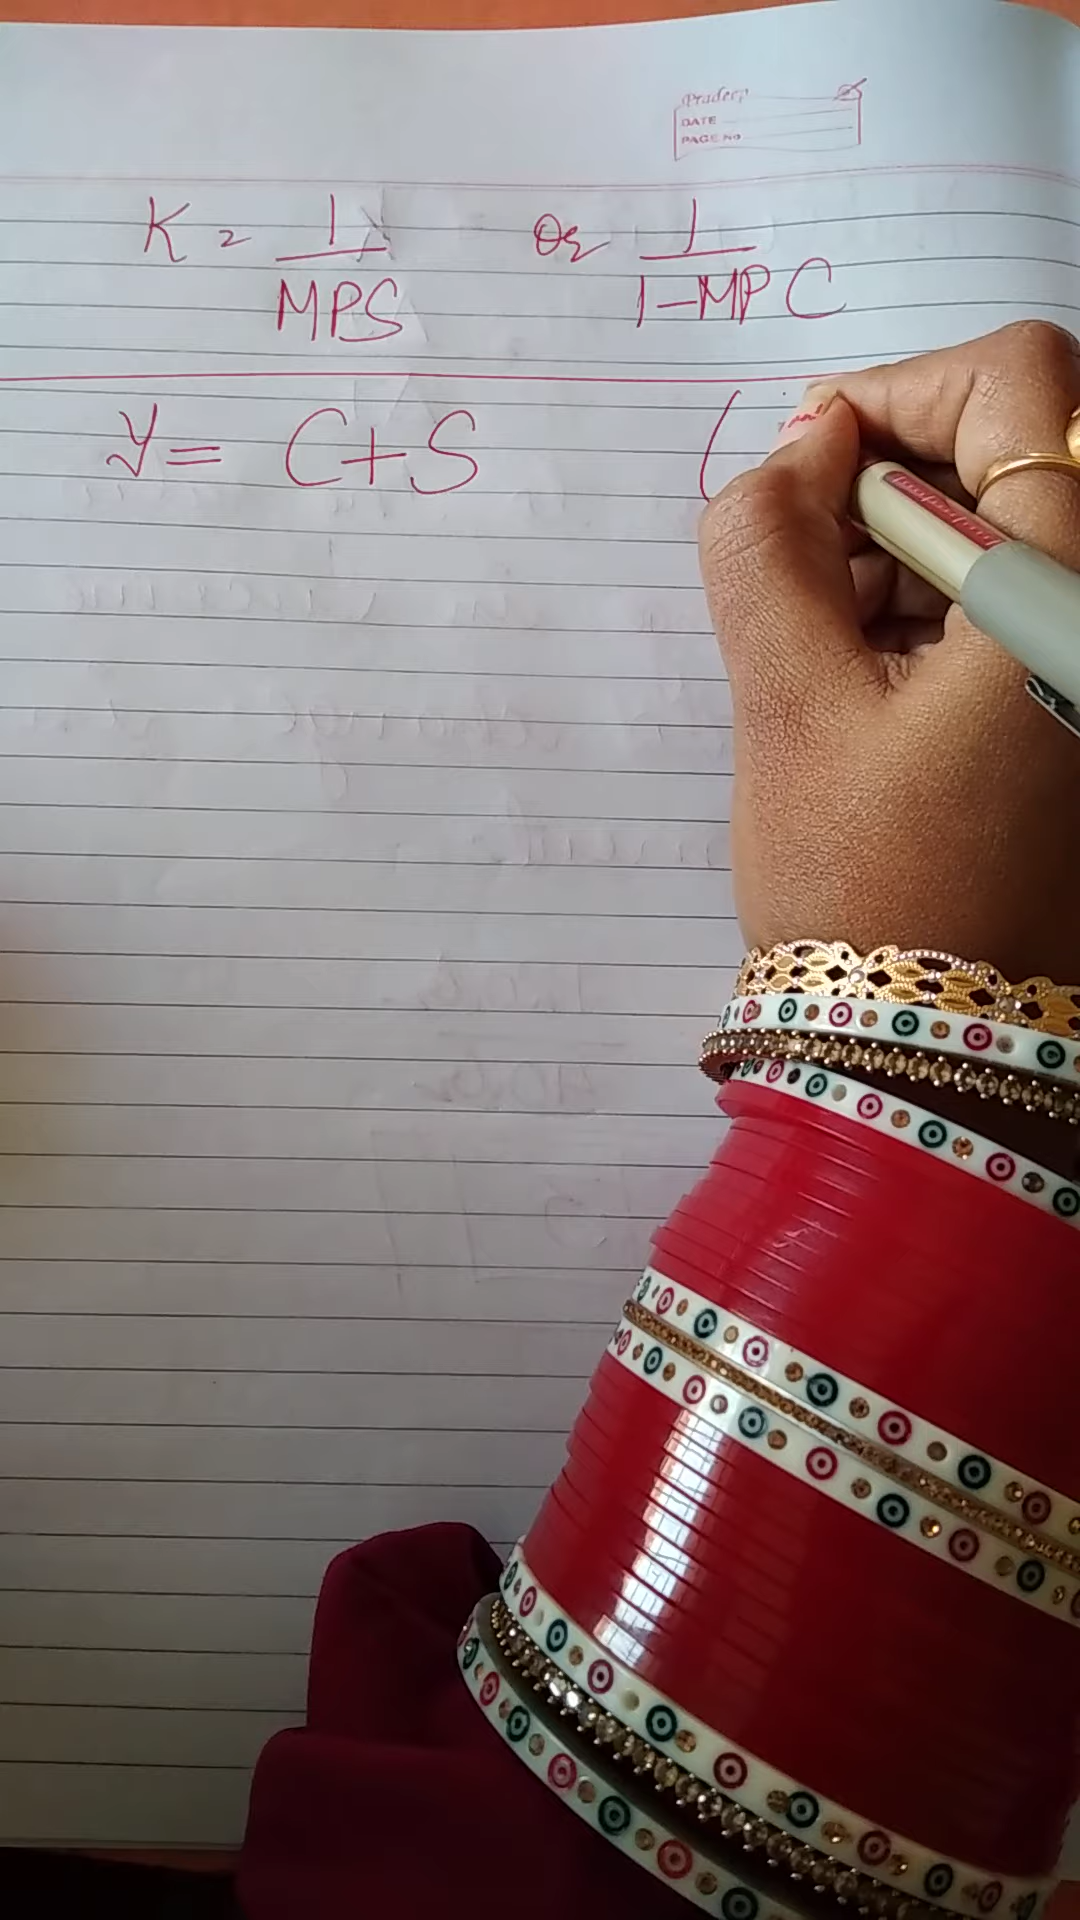 Pradeep
DATE
PAGE NO
K = 1/MPS Or 1/1-MPC
Y = C+S (